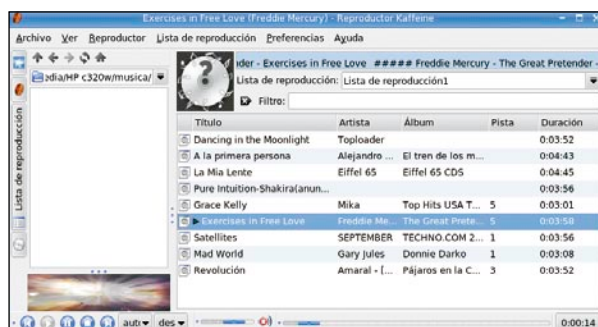 Exercises in Free Love (Freddie Mercury) - Reproductor Kaffeine
Archivo Ver Reproductor Lista de reproducción Preferencias Ayuda
ider - Exercises in Free Love ##### Freddie Mercury - The Great Pretender -
edia/HP c320w/musica/
Lista de reproducción: Lista de reproducción1
Filtro:
Lista de reproducción
Título Artista Álbum Pista Duración
Dancing in the Moonlight Toploader 0:03:52
A la primera persona Alejandro ... El tren de los m... 0:04:43
La Mia Lente Eiffel 65 Eiffel 65 CDS 0:04:45
Pure Intuition-Shakira(anun... 0:03:56
Grace Kelly Mika Top Hits USA T... 5 0:03:01
Exercises in Free Love Freddie Me... The Great Prete... 5 0:03:58
Satellites SEPTEMBER TECHNO.COM 2... 1 0:03:56
Mad World Gary Jules Donnie Darko 1 0:03:08
Revolución Amaral - [... Pájaros en la C... 3 0:03:52
aut des 0:00:14